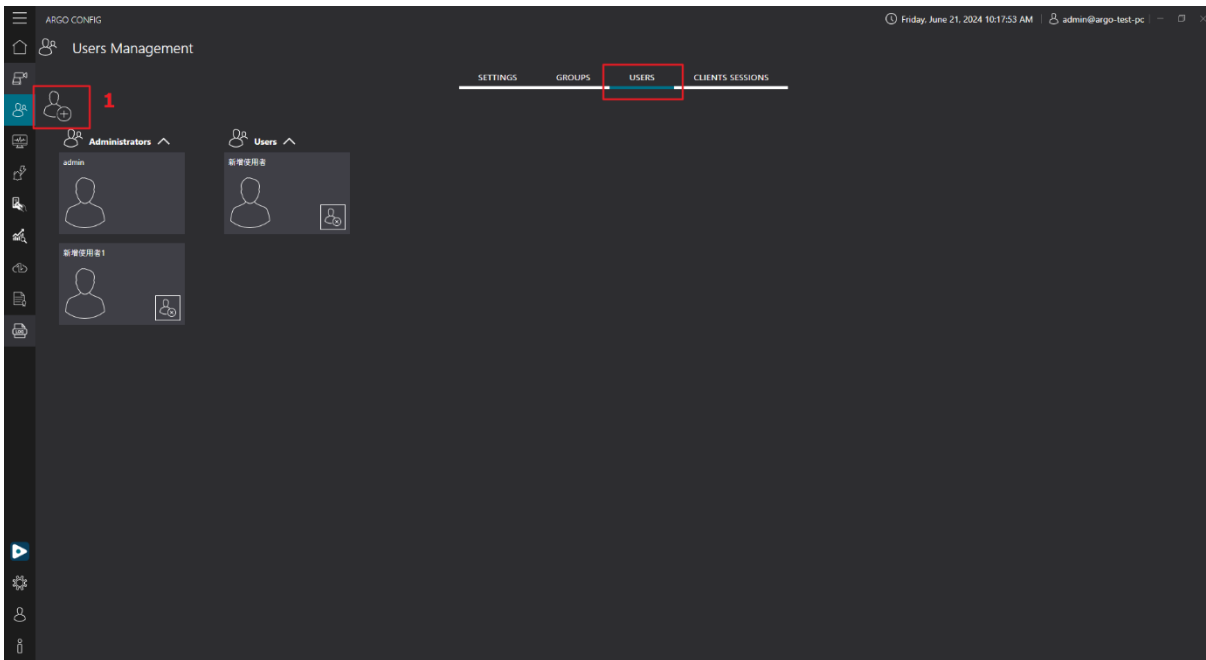 ARGO CONFIG
Friday, June 21, 2024 10:17:53 AM
admin@argo-test-pc
Users Management
SETTINGS
GROUPS
USERS
CLIENTS SESSIONS
1
Administrators
Users
admin
新增使用者
新增使用者1
LOG